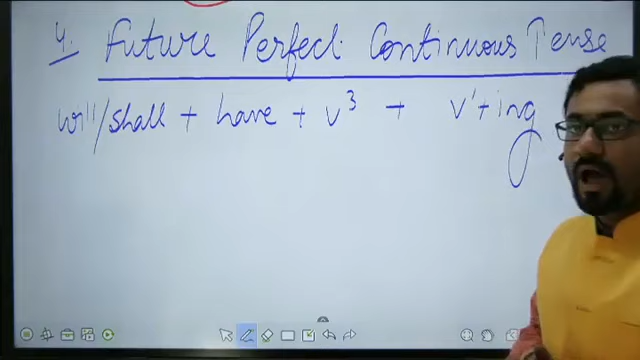 4. Future Perfect Continuous Tense
will/shall + have + v³ + v¹+ing